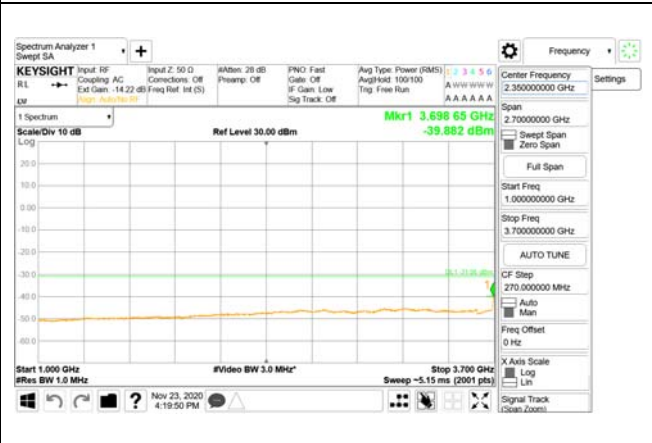 Spectrum Analyzer 1
Swept SA
Frequency
KEYSIGHT
Input: RF
Input Z: 50 Ω
#Atten: 28 dB
PNO: Fast
Avg Type: Power (RMS)
1 2 3 4 5 6
R L
Coupling: AC
Corrections: Off
Preamp: Off
Gate: Off
Avg|Hold: 100/100
A W W W W W
Ext Gain: -14.22 dB
Freq Ref: Int (S)
IF Gain: Low
Trig: Free Run
Align: Auto/No RF
Sig Track: Off
A A A A A A
Center Frequency
2.350000000 GHz
Settings
1 Spectrum
Mkr1 3.698 65 GHz
Scale/Div 10 dB
Ref Level 30.00 dBm
-39.882 dBm
Log
20.0
10.0
0.00
-10.0
-20.0
-30.0
-40.0
-50.0
-60.0
1
Start 1.000 GHz
#Video BW 3.0 MHz*
Stop 3.700 GHz
#Res BW 1.0 MHz
Sweep ~5.15 ms (2001 pts)
Span
2.70000000 GHz
Swept Span
Zero Span
Full Span
Start Freq
1.000000000 GHz
Stop Freq
3.700000000 GHz
AUTO TUNE
CF Step
270.000000 MHz
Auto
Man
Freq Offset
0 Hz
X Axis Scale
Log
Lin
Signal Track
(Span Zoom)
?
Nov 23, 2020
4:19:50 PM